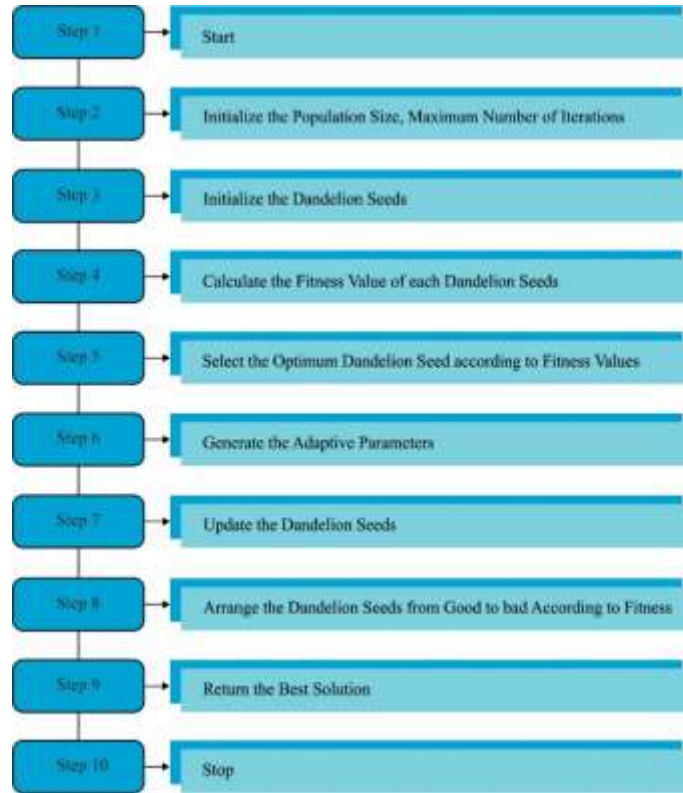 Step 1
Start
Step 2
Initialize the Population Size, Maximum Number of Iterations
Step 3
Initialize the Dandelion Seeds
Step 4
Calculate the Fitness Value of each Dandelion Seeds
Step 5
Select the Optimum Dandelion Seed according to Fitness Values
Step 6
Generate the Adaptive Parameters
Step 7
Update the Dandelion Seeds
Step 8
Arrange the Dandelion Seeds from Good to bad According to Fitness
Step 9
Return the Best Solution
Step 10
Stop